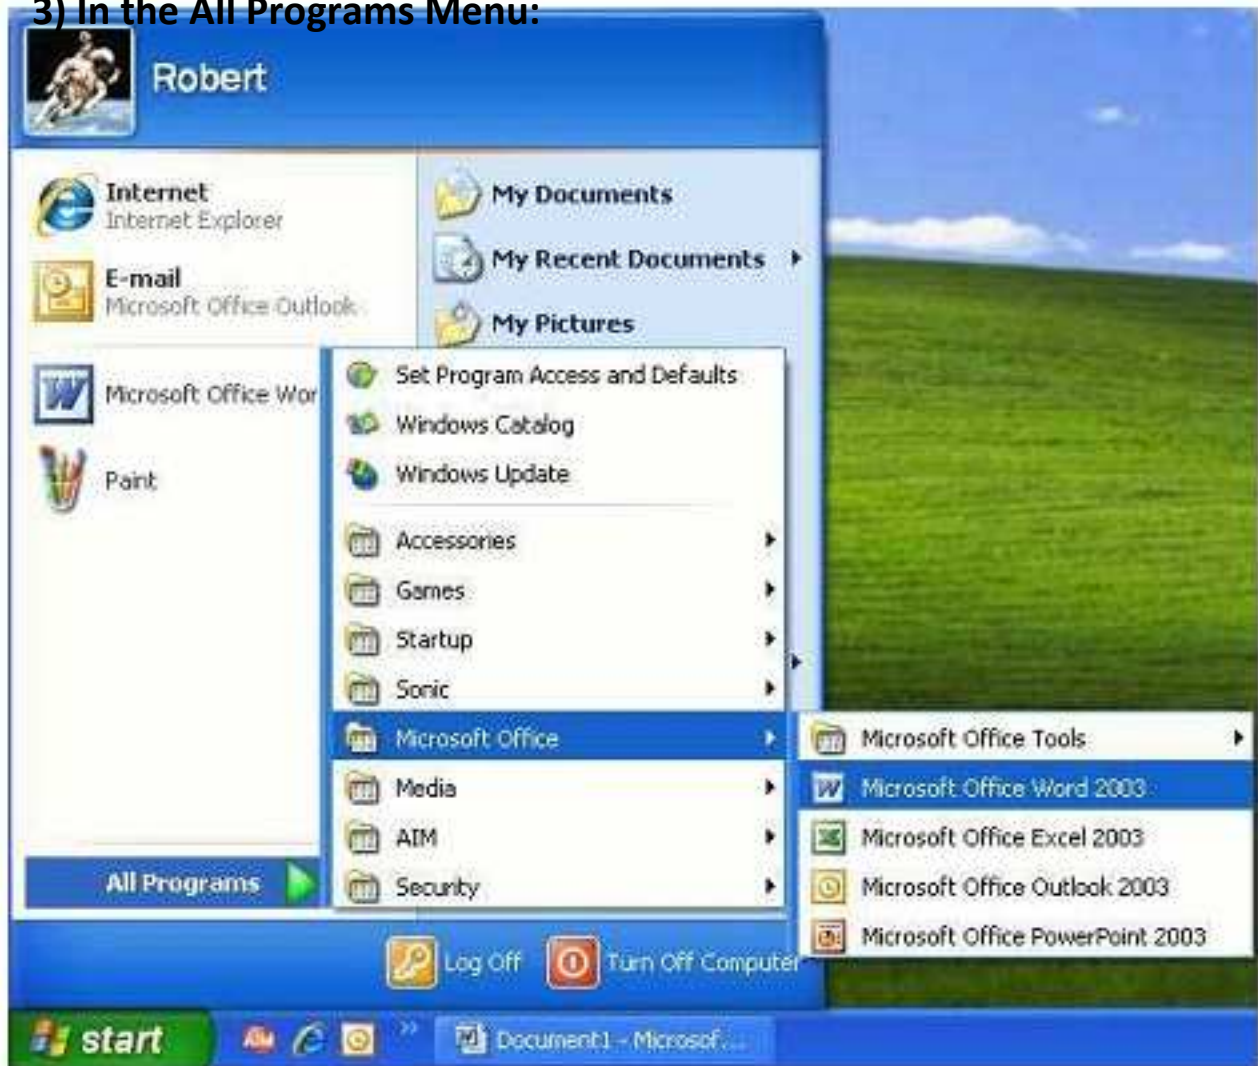 3) In the All Programs Menu:
Robert
Internet
Internet Explorer
E-mail
Microsoft Office Outlook
Microsoft Office Wor
Paint
All Programs
My Documents
My Recent Documents
My Pictures
Set Program Access and Defaults
Windows Catalog
Windows Update
Accessories
Games
Startup
Sonic
Microsoft Office
Media
AIM
Security
Microsoft Office Tools
Microsoft Office Word 2003
Microsoft Office Excel 2003
Microsoft Office Outlook 2003
Microsoft Office PowerPoint 2003
Log Off
Turn Off Computer
start
Document1 - Microsof...